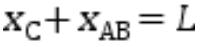 x_C + x_AB = L